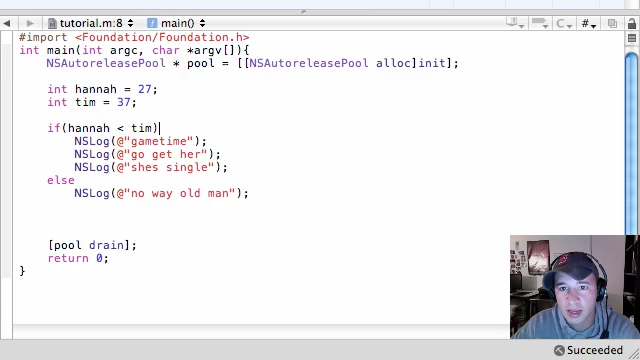 tutorial.m:8 main()
#import <Foundation/Foundation.h>
int main(int argc, char *argv[]){
NSAutoreleasePool * pool = [[NSAutoreleasePool alloc]init];
int hannah = 27;
int tim = 37;
if(hannah < tim)
NSLog(@"gametime");
NSLog(@"go get her");
NSLog(@"shes single");
else
NSLog(@"no way old man");
[pool drain];
return 0;
}
Succeeded